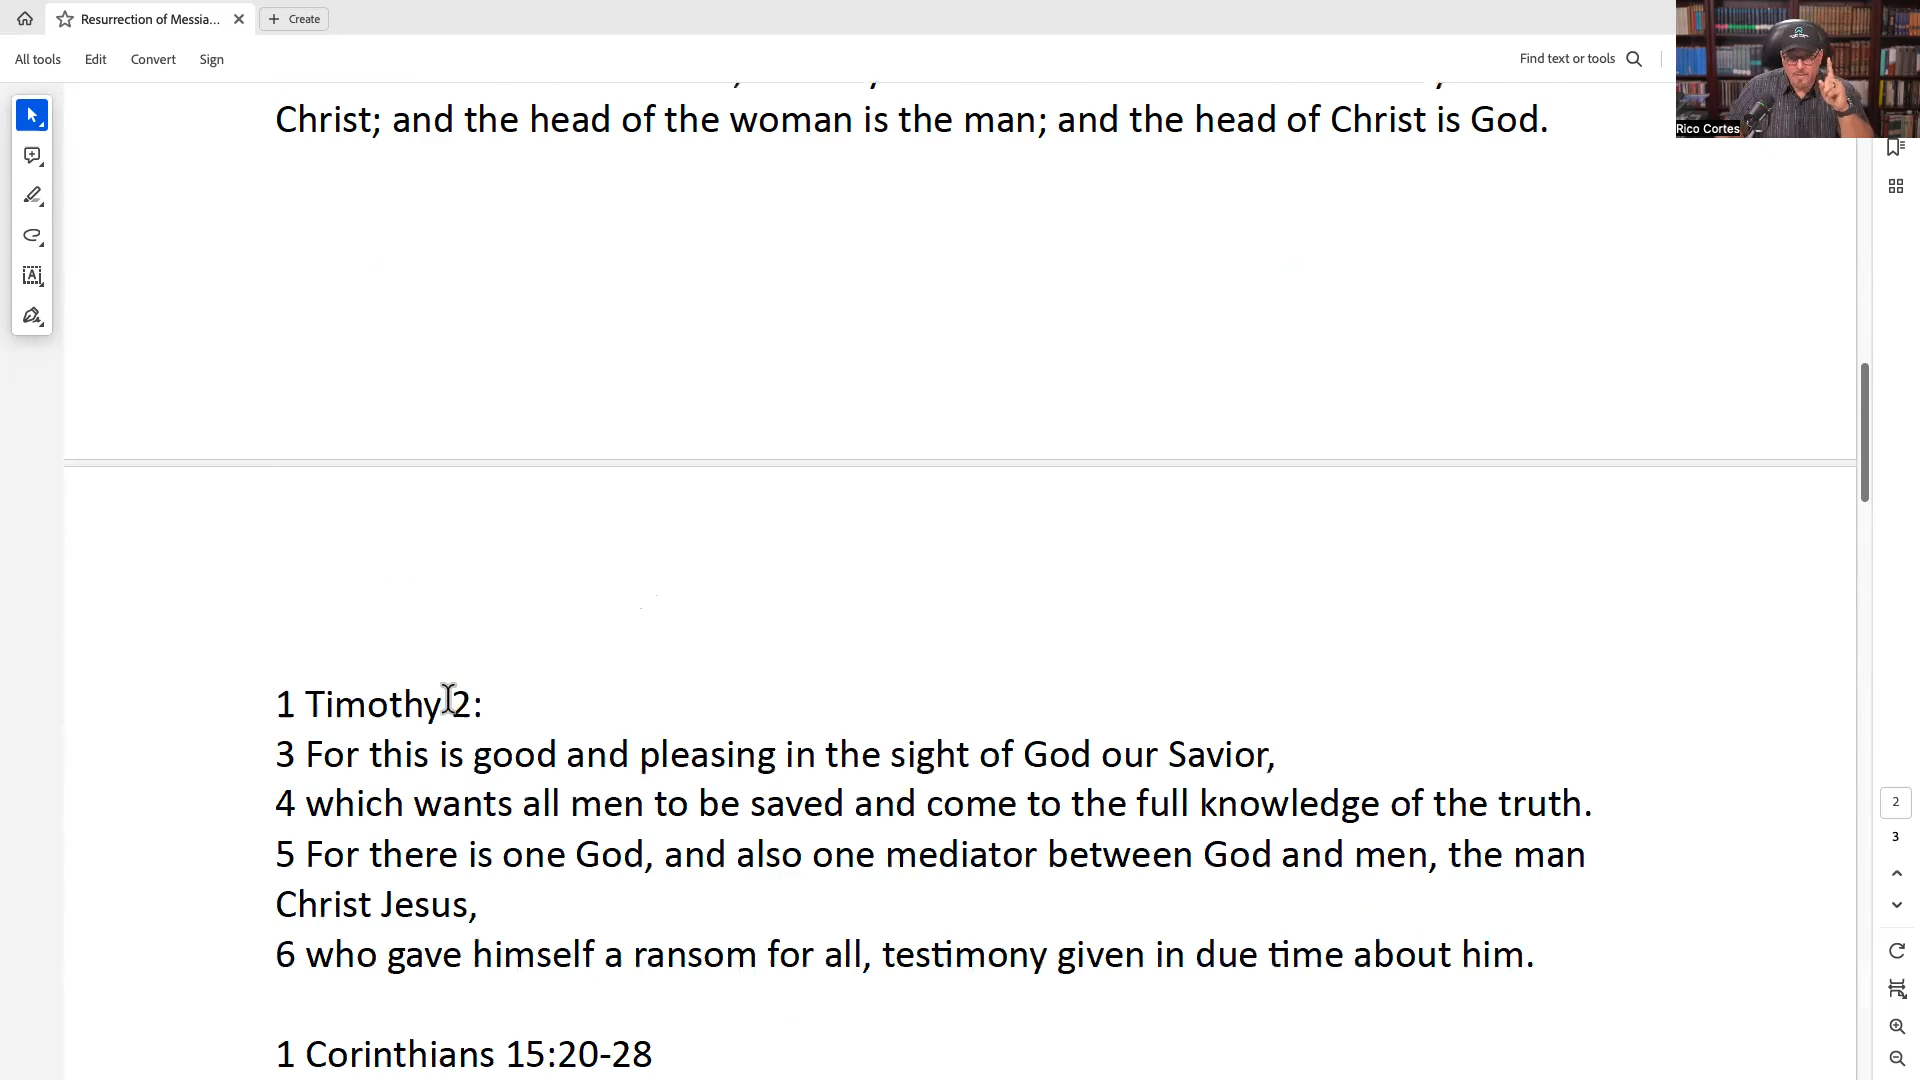 Resurrection of Messia...
Create
All tools
Edit
Convert
Sign
Find text or tools
Rico Cortes
Christ; and the head of the woman is the man; and the head of Christ is God.
1 Timothy 2:
3 For this is good and pleasing in the sight of God our Savior,
4 which wants all men to be saved and come to the full knowledge of the truth.
5 For there is one God, and also one mediator between God and men, the man
Christ Jesus,
6 who gave himself a ransom for all, testimony given in due time about him.
1 Corinthians 15:20-28
2
3